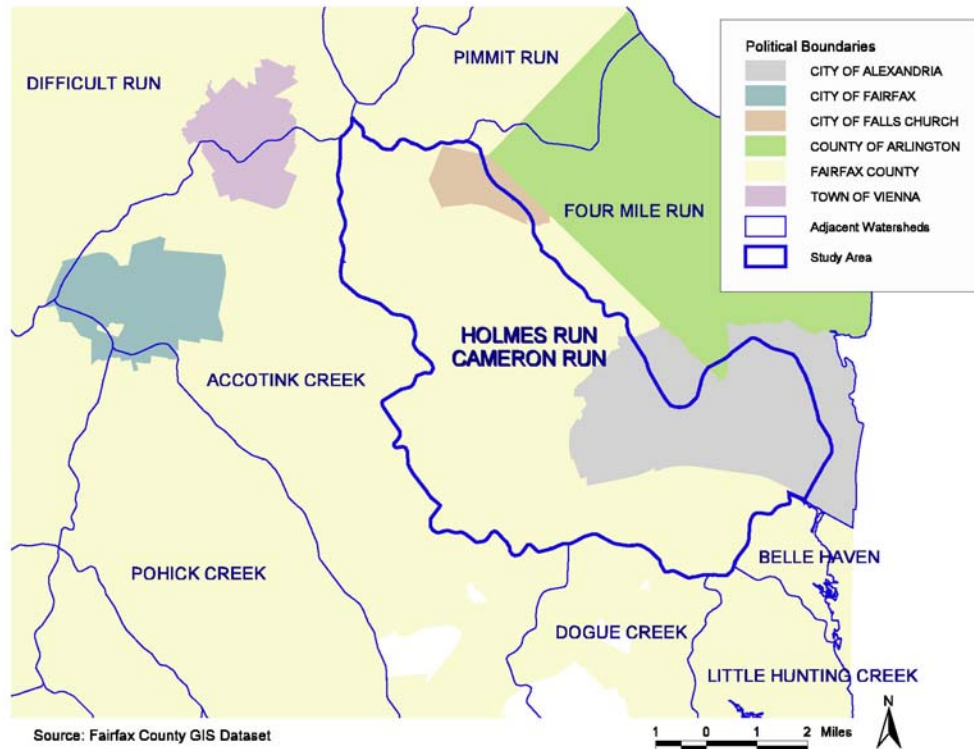 PIMMIT RUN
DIFFICULT RUN
FOUR MILE RUN
HOLMES RUN
CAMERON RUN
ACCOTINK CREEK
POHICK CREEK
BELLE HAVEN
DOGUE CREEK
LITTLE HUNTING CREEK
Political Boundaries
CITY OF ALEXANDRIA
CITY OF FAIRFAX
CITY OF FALLS CHURCH
COUNTY OF ARLINGTON
FAIRFAX COUNTY
TOWN OF VIENNA
Adjacent Watersheds
Study Area
Source: Fairfax County GIS Dataset
1 0 1 2 Miles
N